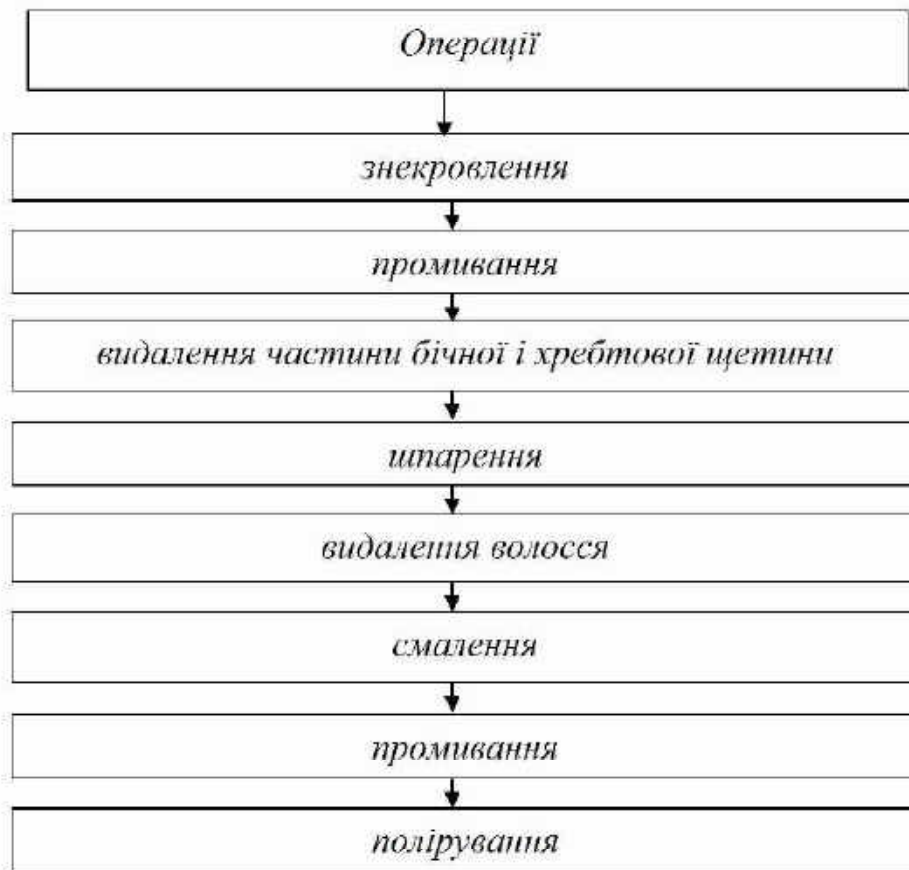 Операції
знекровлення
промивання
видалення частини бічної і хребтової щетини
шпарення
видалення волосся
смалення
промивання
полірування